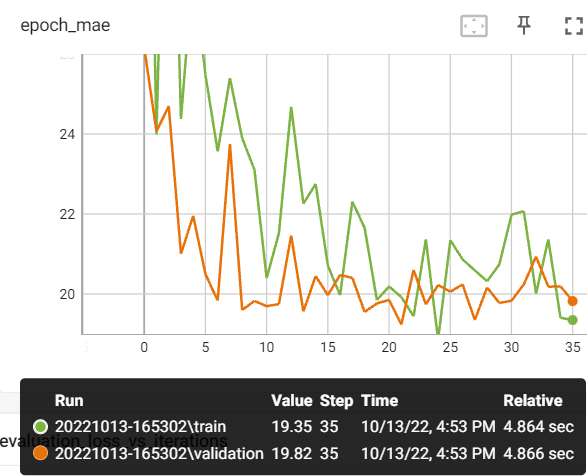 epoch_mae
20
24
22
20
0 5 10 15 20 25 30 35
Run Value Step Time Relative
20221013-165302\train 19.35 35 10/13/22, 4:53 PM 4.864 sec
evaluation_loss_vs_iterations
20221013-165302\validation 19.82 35 10/13/22, 4:53 PM 4.866 sec